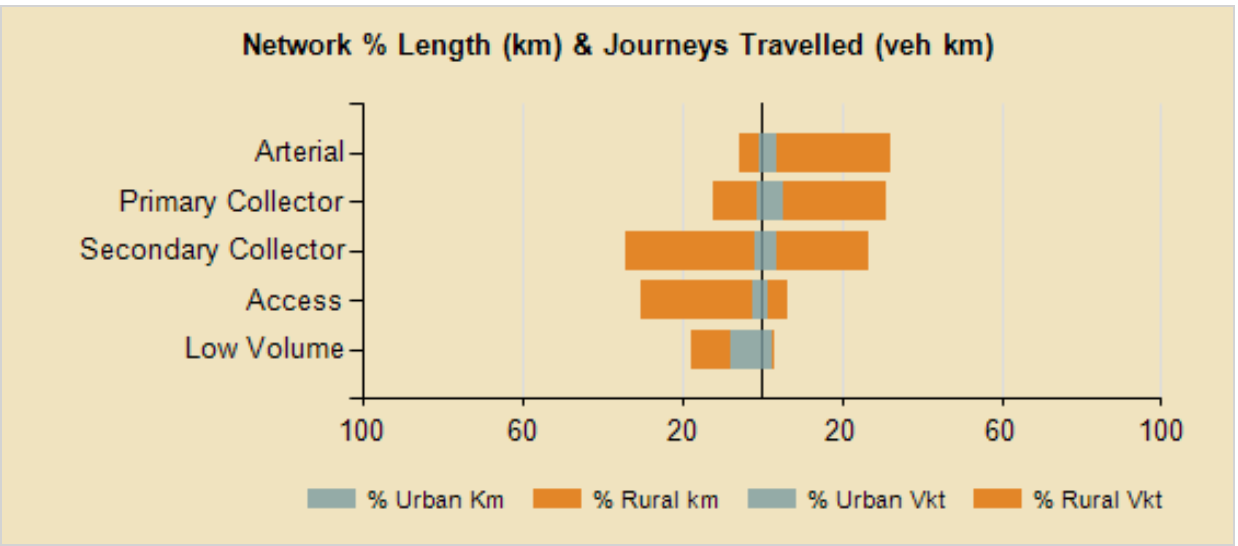 Network % Length (km) & Journeys Travelled (veh km)
Arterial
Primary Collector
Secondary Collector
Access
Low Volume
100 60 20 20 60 100
% Urban Km % Rural km % Urban Vkt % Rural Vkt